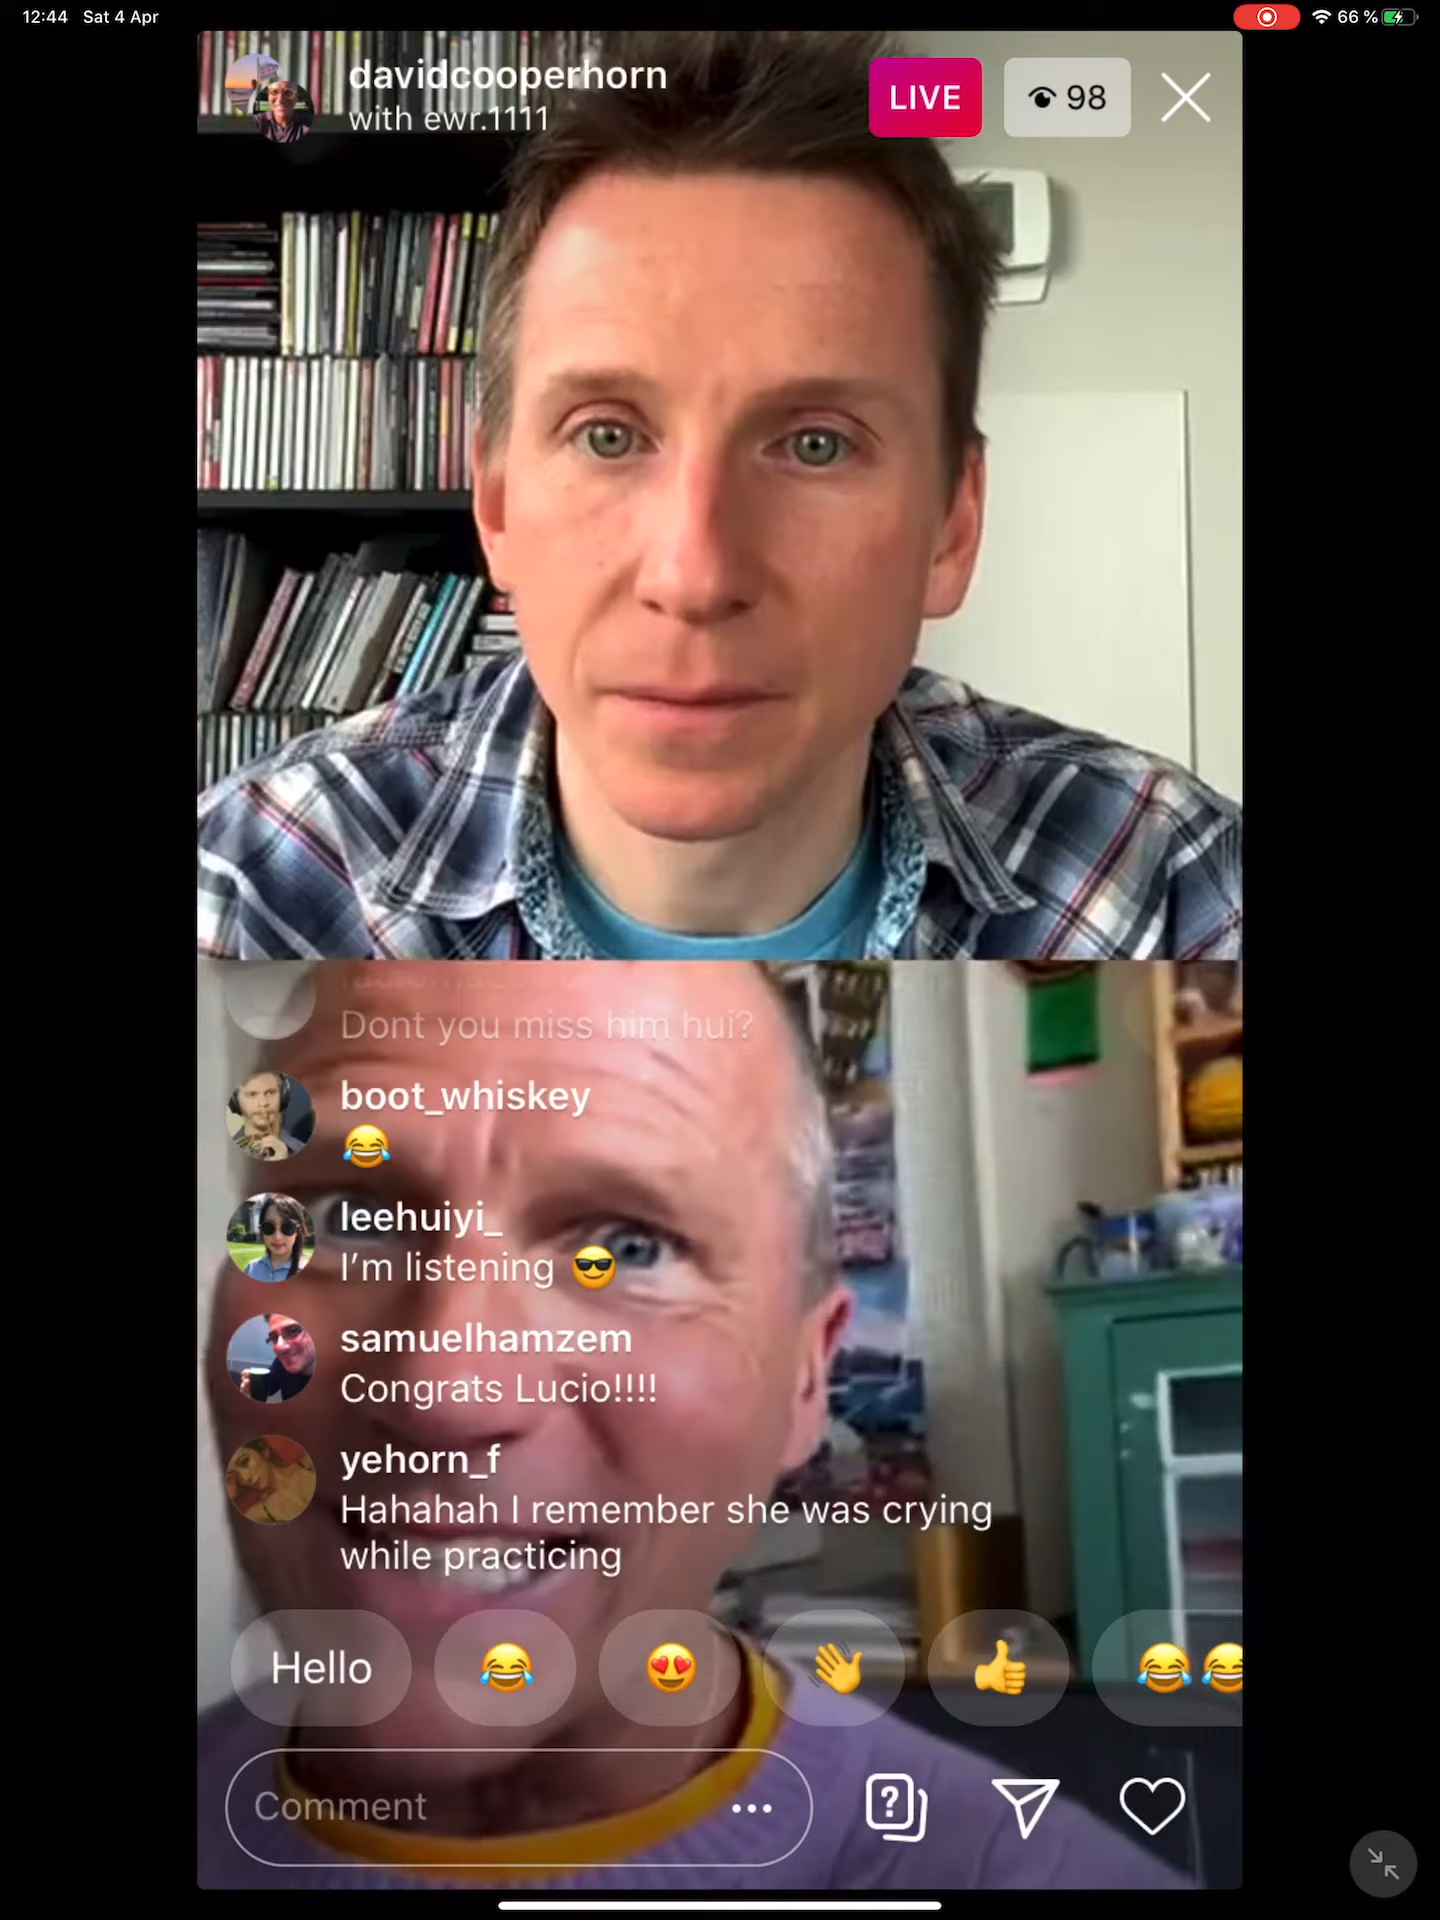 12:44 Sat 4 Apr
66 %
davidcooperhorn
with ewr.1111
LIVE
98
Dont you miss him hui?
boot_whiskey
😂
leehuiyi_
I'm listening 😎
samuelhamzem
Congrats Lucio!!!!
yehorn_f
Hahahah I remember she was crying
while practicing
Hello 😂 😍 👋 👍 😂😂
Comment
?